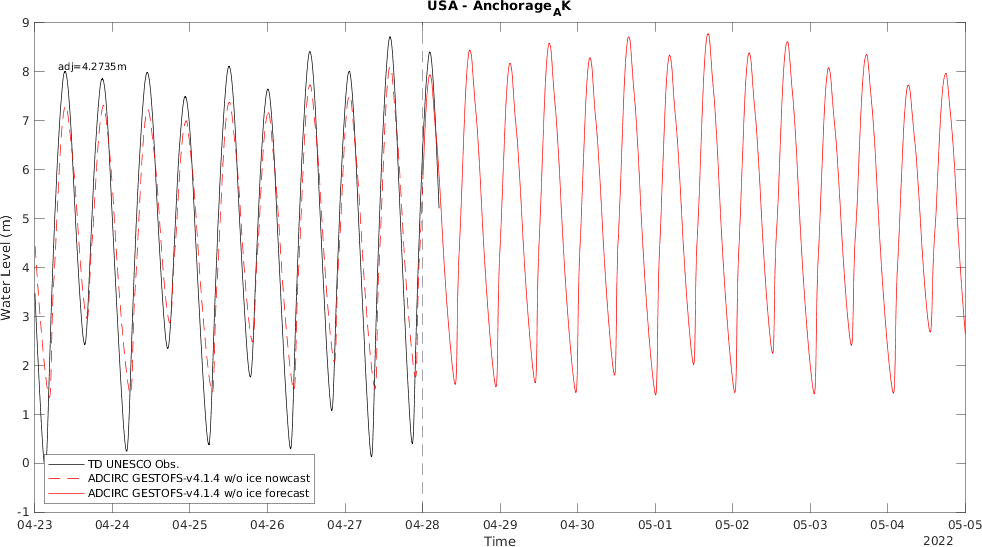 USA - Anchorage_AK
9
adj=4.2735m
8
7
6
5
4
3
2
1
0
-1
Water Level (m)
TD UNESCO Obs.
ADCIRC GESTOFS-v4.1.4 w/o ice nowcast
ADCIRC GESTOFS-v4.1.4 w/o ice forecast
04-23 04-24 04-25 04-26 04-27 04-28 04-29 04-30 05-01 05-02 05-03 05-04 05-05
Time
2022